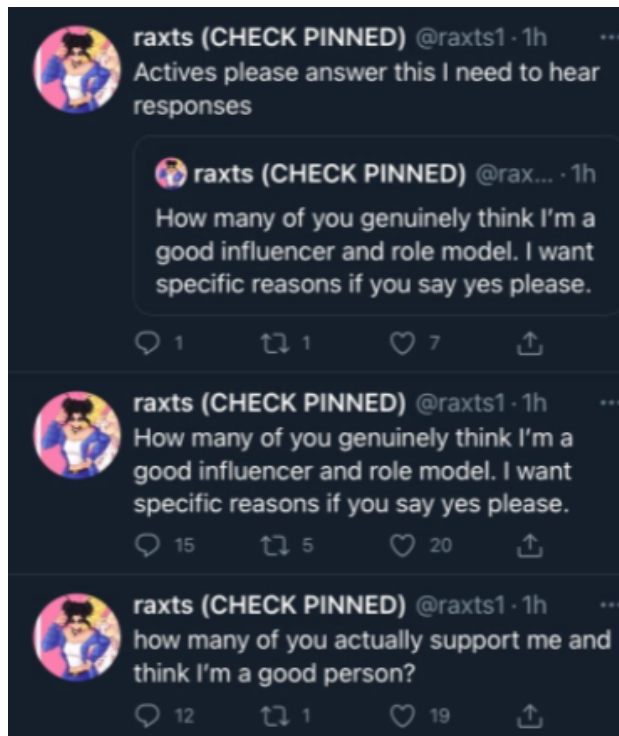 raxts (CHECK PINNED) @raxts1 · 1h
Actives please answer this I need to hear
responses
raxts (CHECK PINNED) @rax... · 1h
How many of you genuinely think I'm a
good influencer and role model. I want
specific reasons if you say yes please.
1 1 7
raxts (CHECK PINNED) @raxts1 · 1h
How many of you genuinely think I'm a
good influencer and role model. I want
specific reasons if you say yes please.
15 5 20
raxts (CHECK PINNED) @raxts1 · 1h
how many of you actually support me and
think I'm a good person?
12 1 19